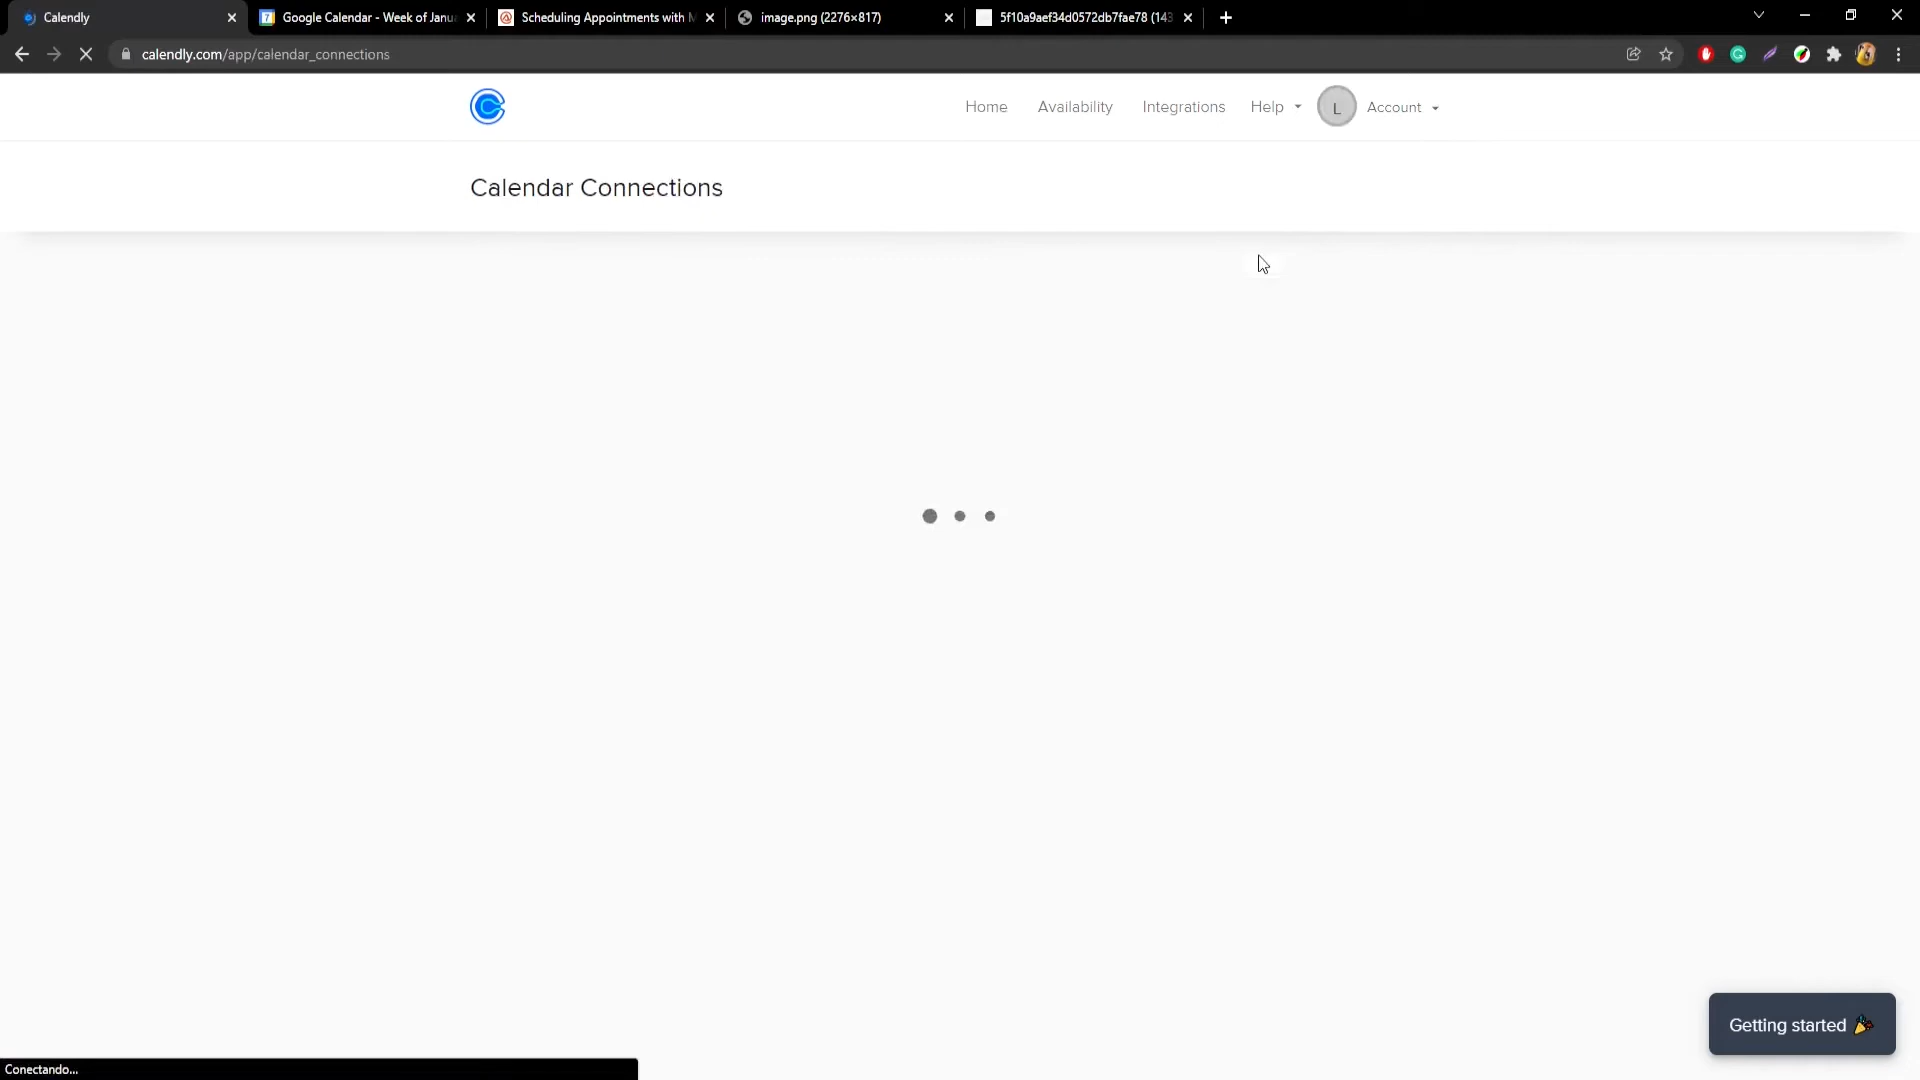 Calendly
Google Calendar - Week of Janu
Scheduling Appointments with M
image.png (2276×817)
5f10a9aef34d0572db7fae78 (143
calendly.com/app/calendar_connections
Home
Availability
Integrations
Help
L
Account
Calendar Connections
Getting started
Conectando...